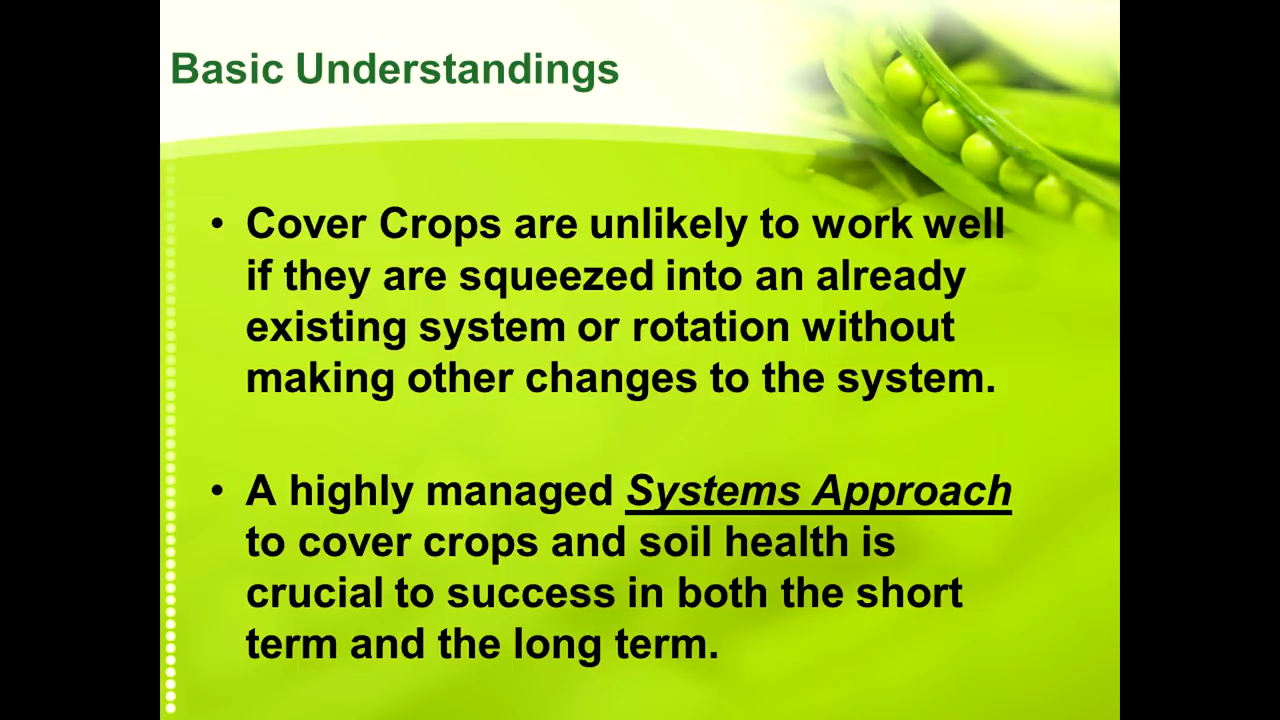 Basic Understandings
• Cover Crops are unlikely to work well
if they are squeezed into an already
existing system or rotation without
making other changes to the system.
• A highly managed Systems Approach
to cover crops and soil health is
crucial to success in both the short
term and the long term.